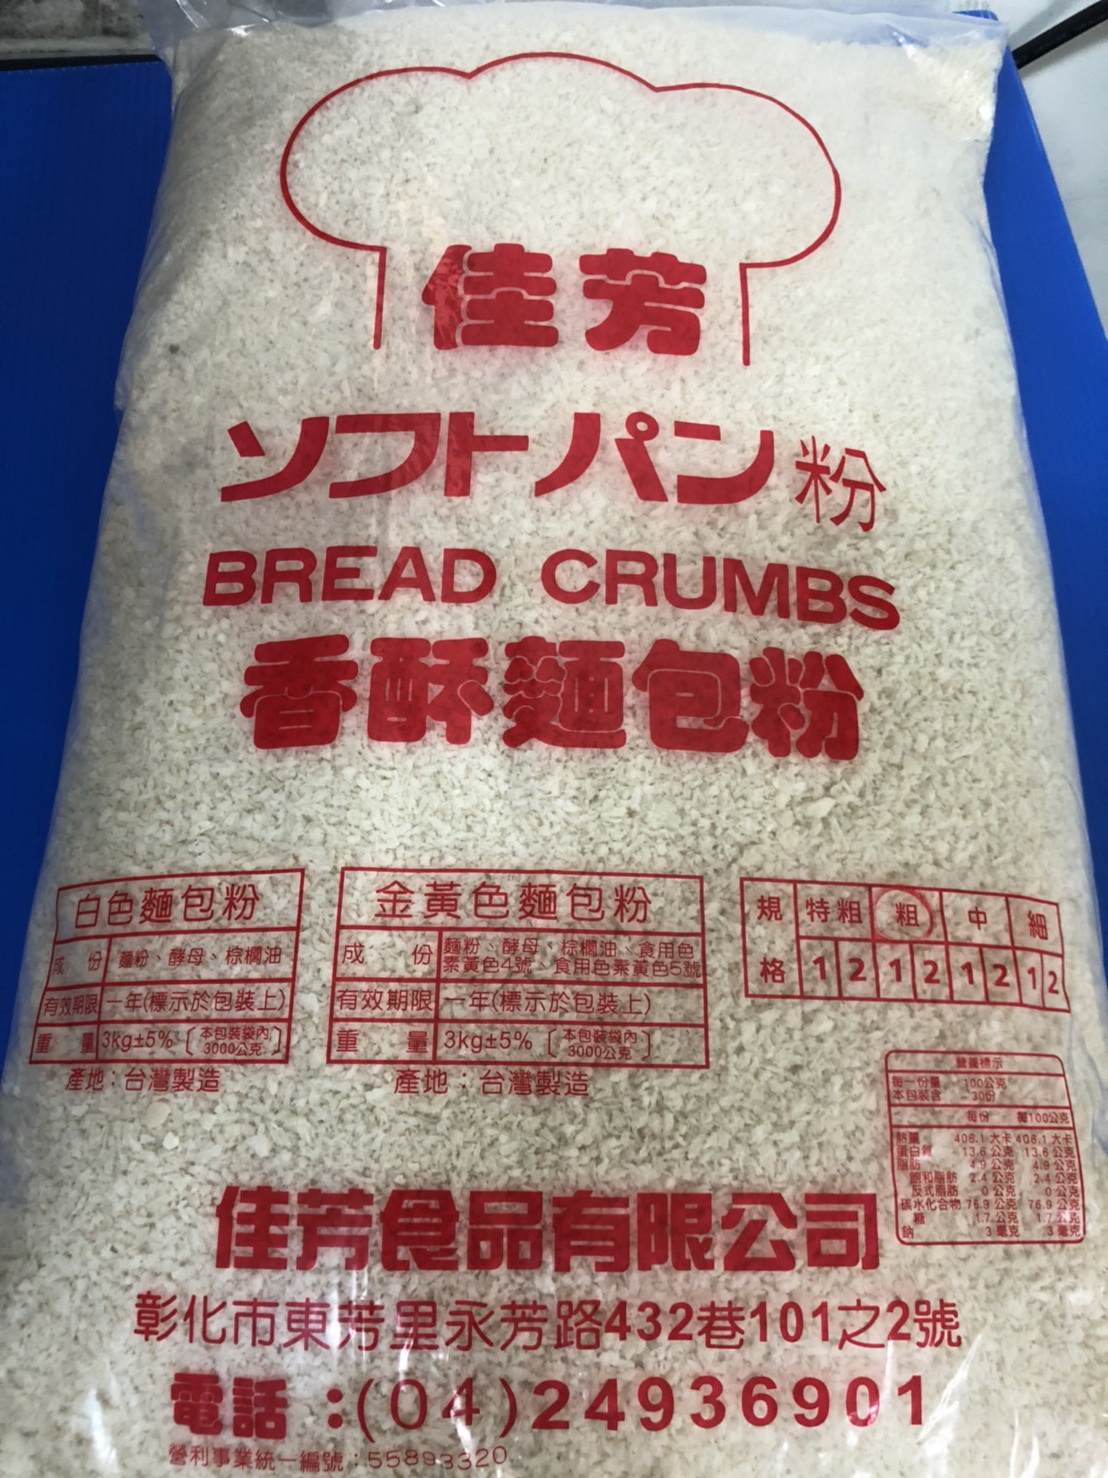 佳芳
ソフトパン粉
BREAD CRUMBS
香酥麵包粉
白色麵包粉
成份 麵粉、酵母、棕櫚油
有效期限 一年(標示於包裝上)
重量 3kg±5%〔本包裝袋內3000公克〕
產地：台灣製造
金黃色麵包粉
成份 麵粉、酵母、棕櫚油、食用色
素黃色4號、食用色素黃色5號
有效期限 一年(標示於包裝上)
重量 3kg±5%〔本包裝袋內3000公克〕
產地：台灣製造
規格 特粗 粗 中 細
1 2 1 2 1 2 1 2
營養標示
每一份量 100公克
本包裝含 30份
每份 每100公克
熱量 406.1大卡 406.1大卡
蛋白質 13.6公克 13.6公克
脂肪 4.9公克 4.9公克
飽和脂肪 2.4公克 2.4公克
反式脂肪 0公克 0公克
碳水化合物 76.9公克 76.9公克
糖 1.7公克 1.7公克
鈉 3毫克 3毫克
佳芳食品有限公司
彰化市東芳里永芳路432巷101之2號
電話：(04)24936901
營利事業統一編號：55893320